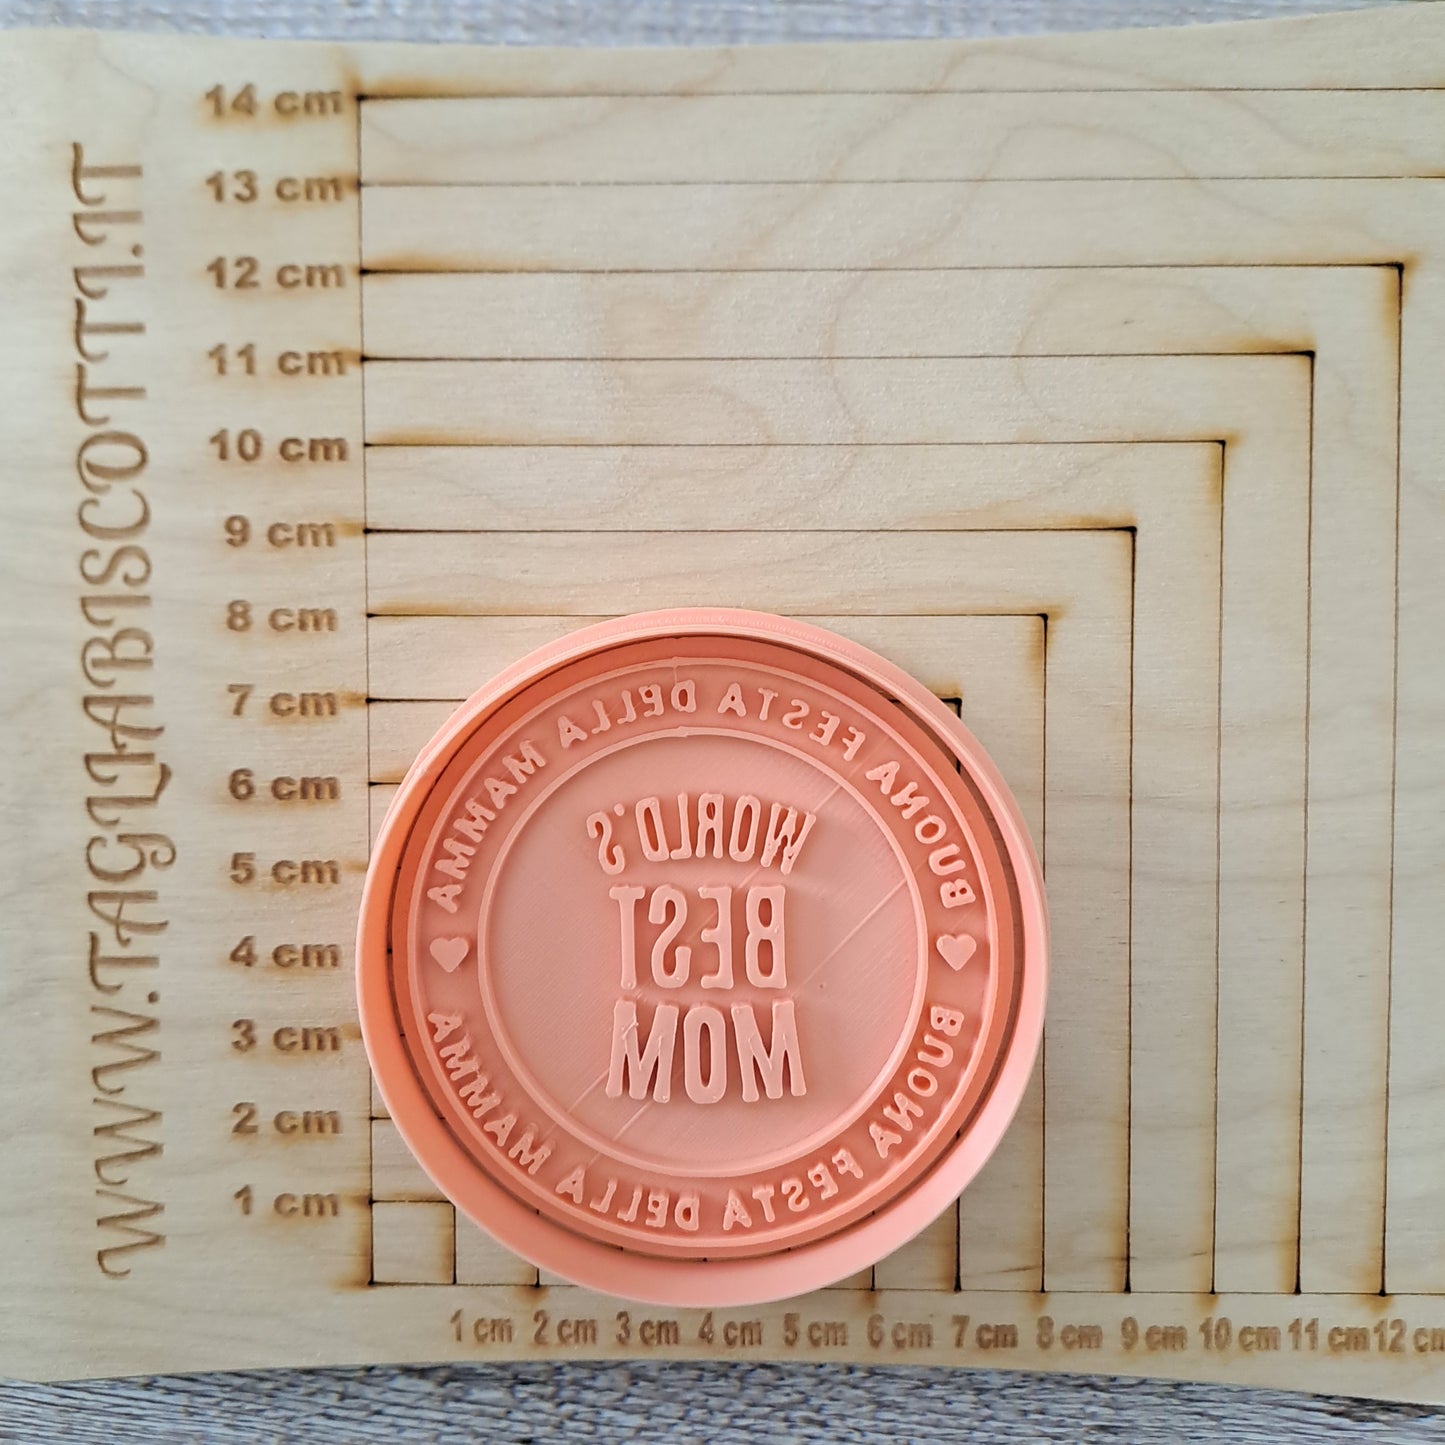 WWW.TAGLIABISCOTTI.IT
14 cm
13 cm
12 cm
11 cm
10 cm
9 cm
8 cm
7 cm
6 cm
5 cm
4 cm
3 cm
2 cm
1 cm
BUONA FESTA DELLA MAMMA
WORLD'S
BEST
MOM
BUONA FESTA DELLA MAMMA
1 cm 2 cm 3 cm 4 cm 5 cm 6 cm 7 cm 8 cm 9 cm 10 cm 11 cm 12 cm